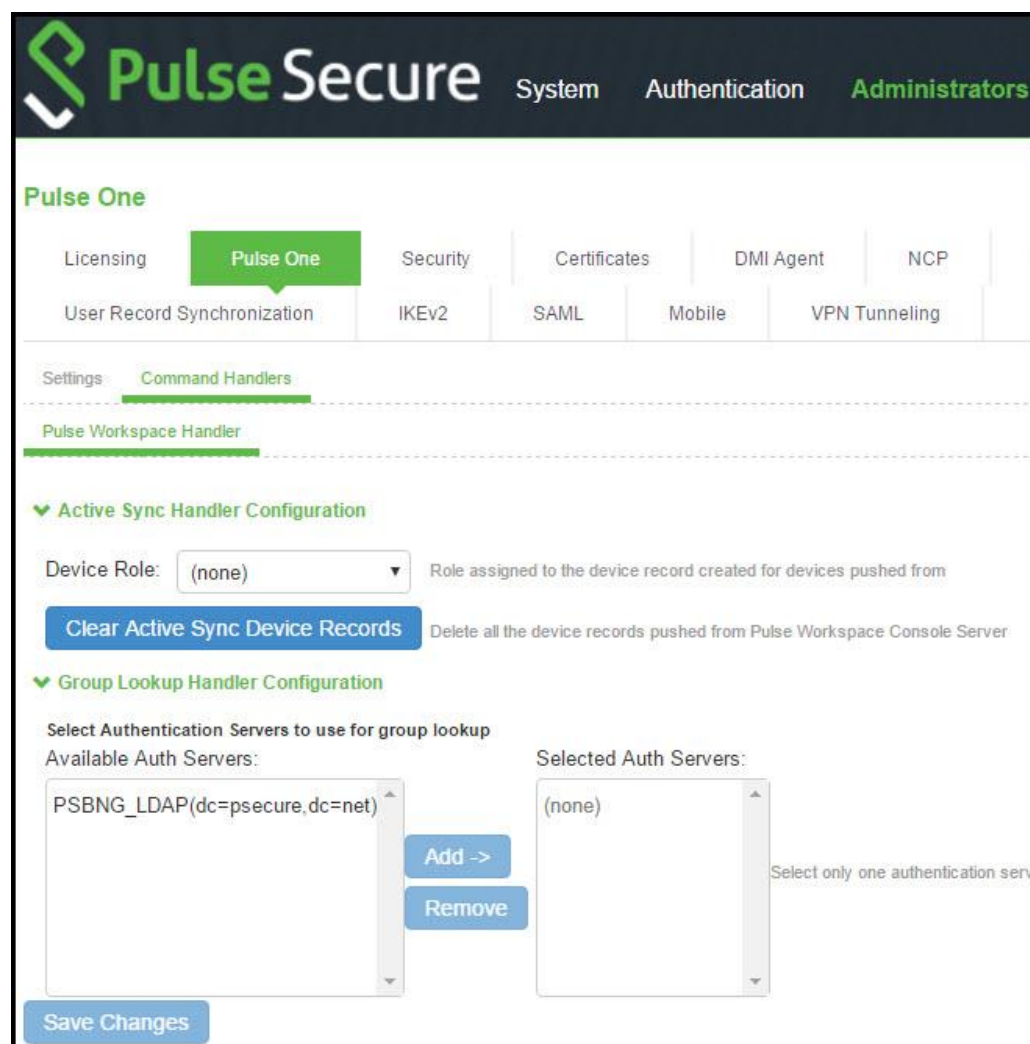 Pulse Secure System Authentication Administrators
Pulse One
Licensing Pulse One Security Certificates DMI Agent NCP
User Record Synchronization IKEv2 SAML Mobile VPN Tunneling
Settings Command Handlers
Pulse Workspace Handler
Active Sync Handler Configuration
Device Role: (none) Role assigned to the device record created for devices pushed from
Clear Active Sync Device Records Delete all the device records pushed from Pulse Workspace Console Server
Group Lookup Handler Configuration
Select Authentication Servers to use for group lookup
Available Auth Servers: Selected Auth Servers:
PSBNG_LDAP(dc=psecure,dc=net) (none)
Add ->
Select only one authentication serv
Remove
Save Changes